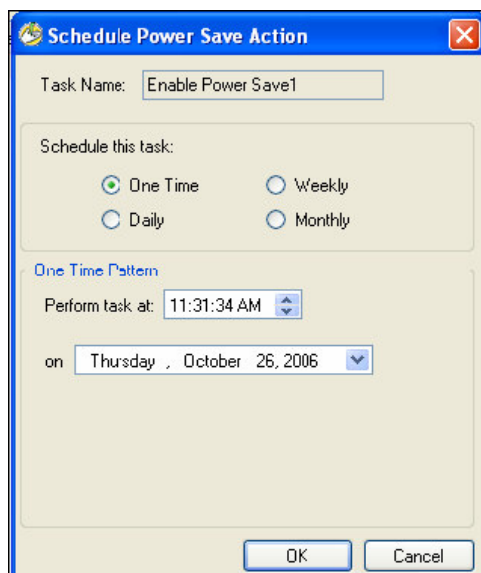 Schedule Power Save Action
Task Name: Enable Power Save1
Schedule this task:
One Time Weekly
Daily Monthly
One Time Pattern
Perform task at: 11:31:34 AM
on Thursday , October 26, 2006
OK Cancel